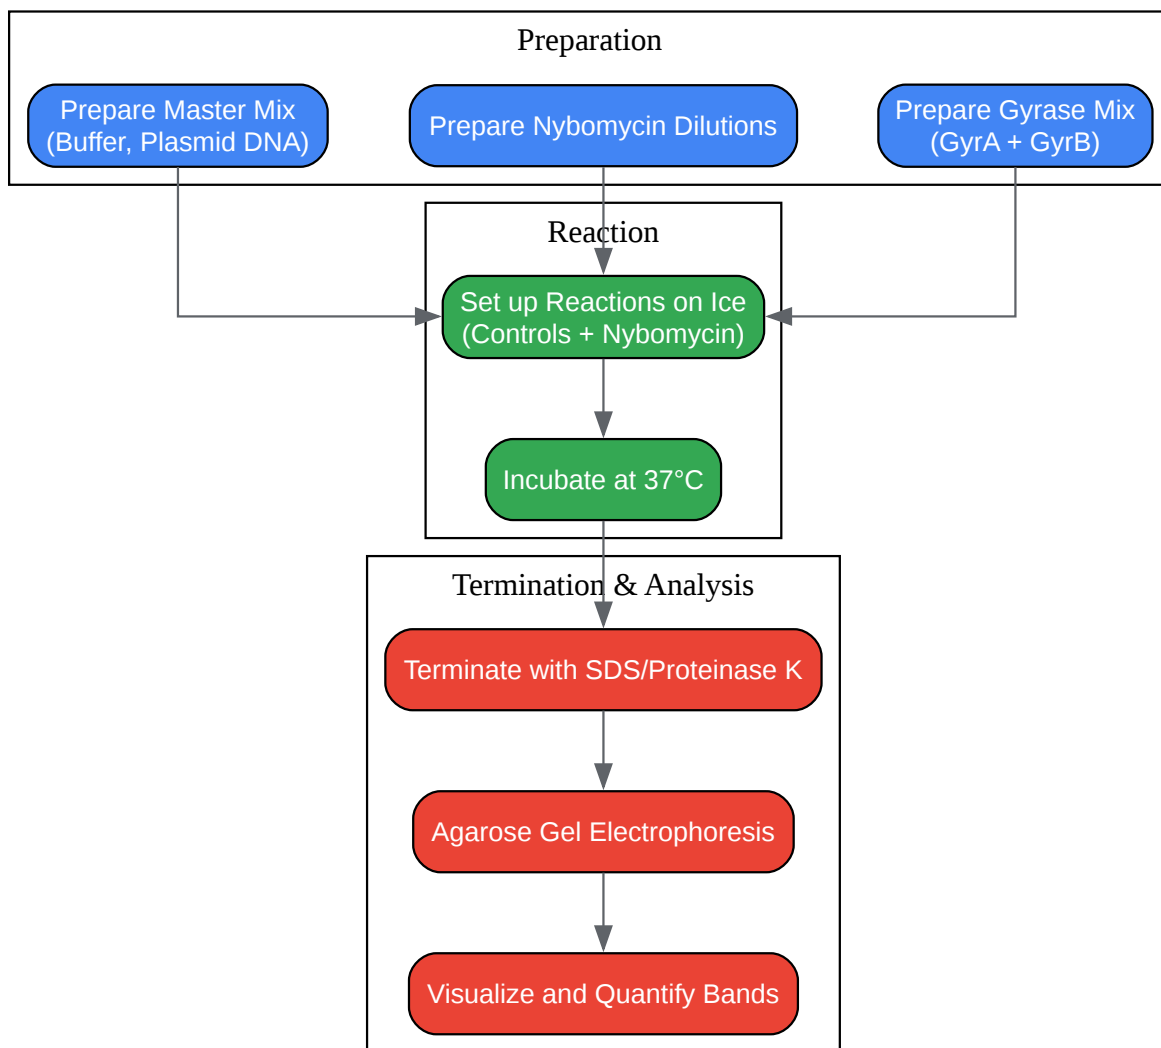 Preparation
Prepare Master Mix
(Buffer, Plasmid DNA)
Prepare Nybomycin Dilutions
Prepare Gyrase Mix
(GyrA + GyrB)
Reaction
Set up Reactions on Ice
(Controls + Nybomycin)
Incubate at 37°C
Termination & Analysis
Terminate with SDS/Proteinase K
Agarose Gel Electrophoresis
Visualize and Quantify Bands